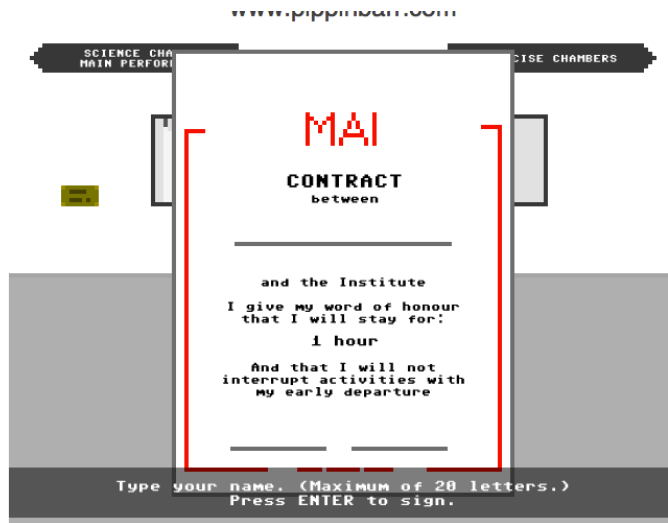 www.pippinbarr.com
SCIENCE CHA
MAIN PERFOR
CISE CHAMBERS
MAI
CONTRACT
between
and the Institute
I give my word of honour
that I will stay for:
1 hour
And that I will not
interrupt activities with
my early departure
Type your name. (Maximum of 20 letters.)
Press ENTER to sign.